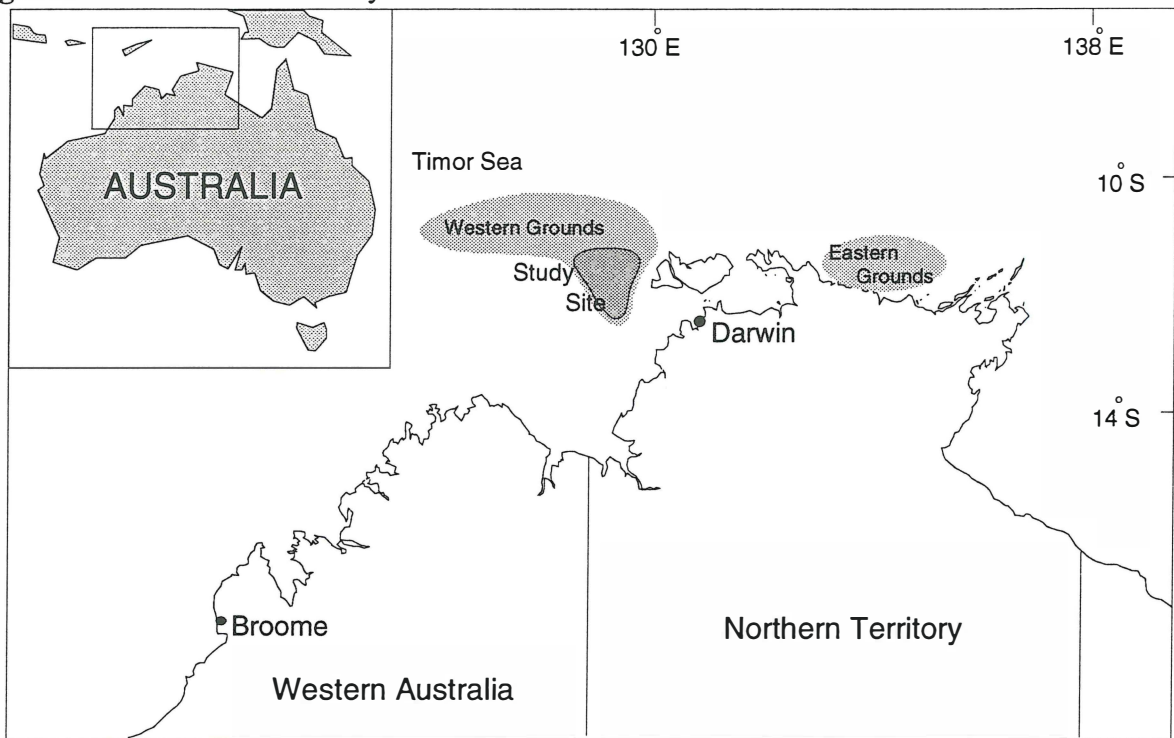 130°E
138°E
AUSTRALIA
Timor Sea
10°S
Western Grounds
Eastern
Grounds
Study
Site
Darwin
14°S
Broome
Northern Territory
Western Australia